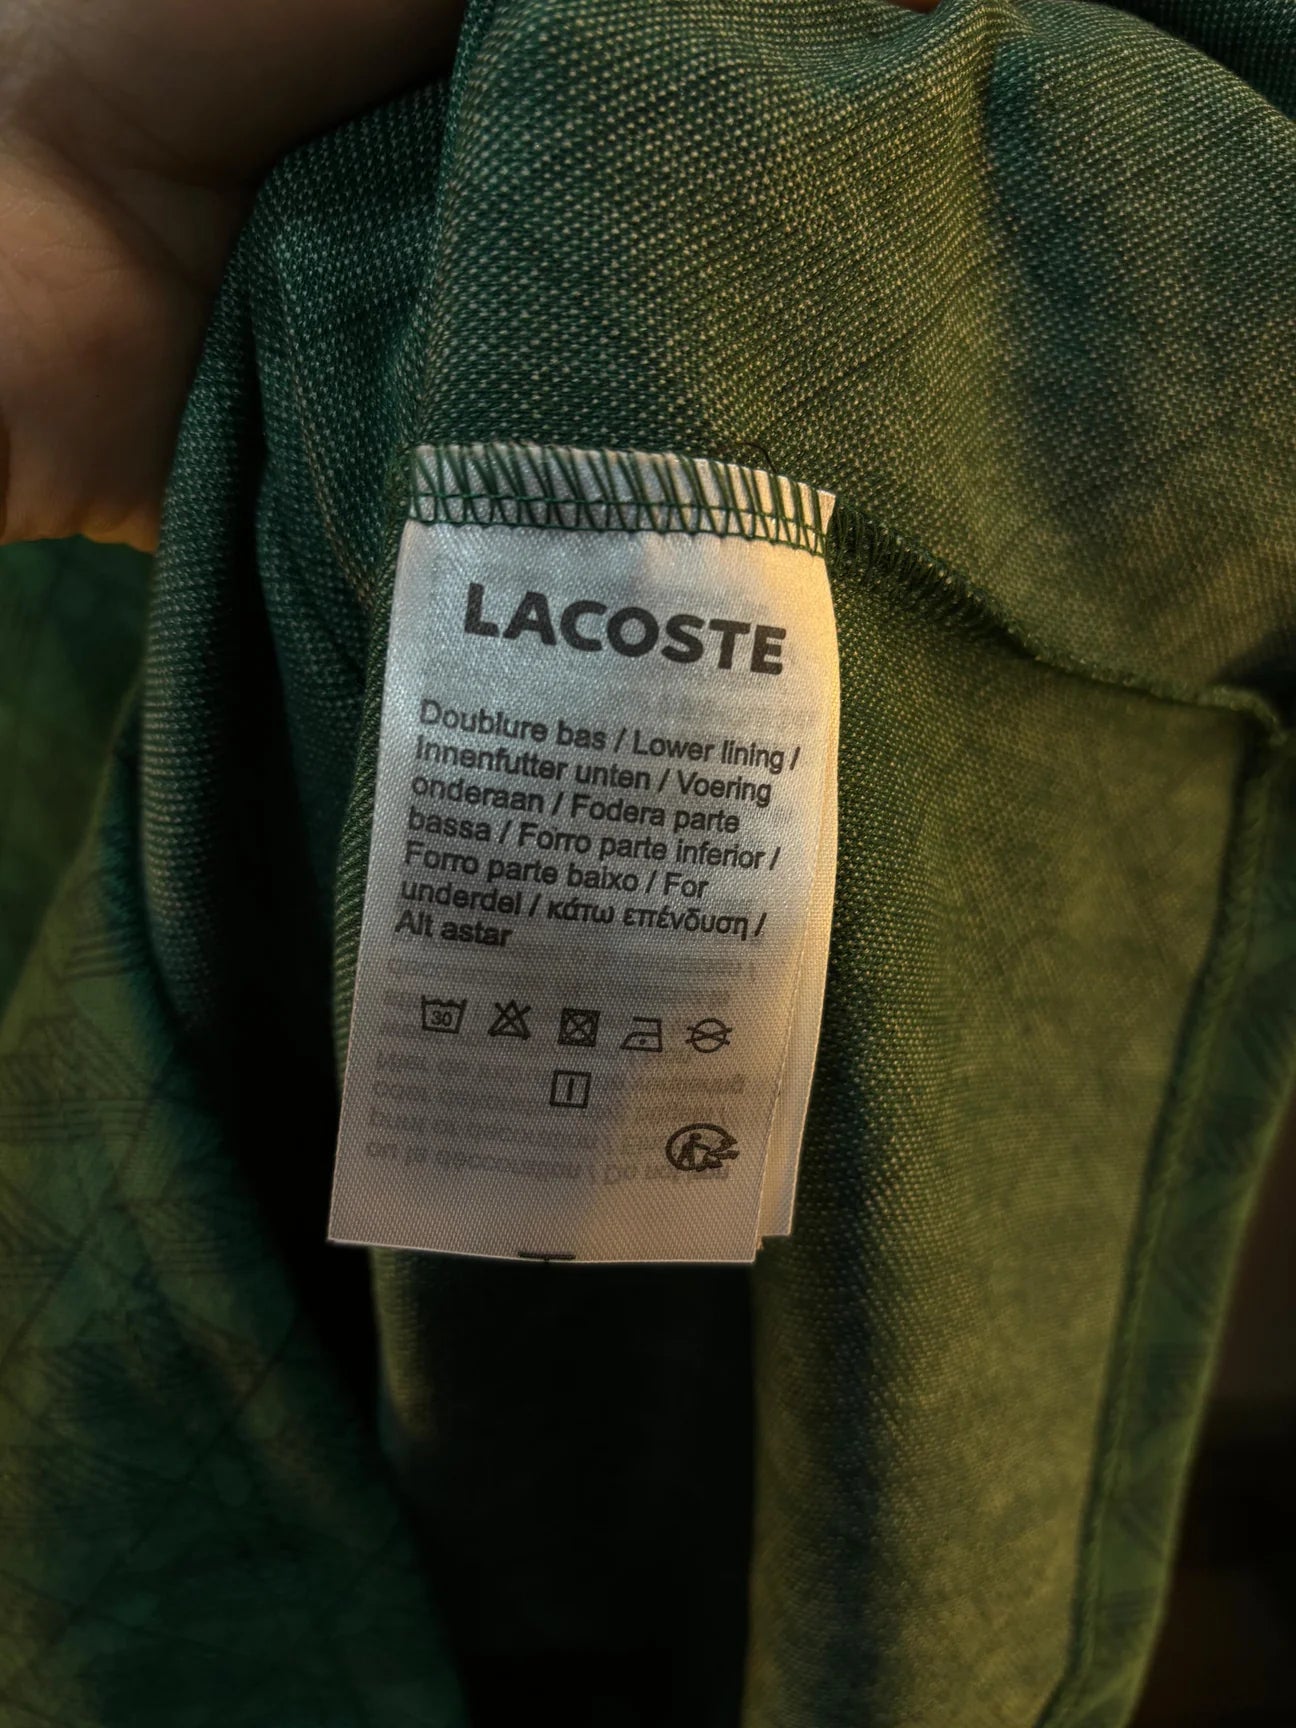 LACOSTE
Doublure bas / Lower lining /
Innenfutter unten / Voering
onderaan / Fodera parte
bassa / Forro parte inferior /
Forro parte baixo / For
underdel / κάτω επένδυση /
Alt astar
30